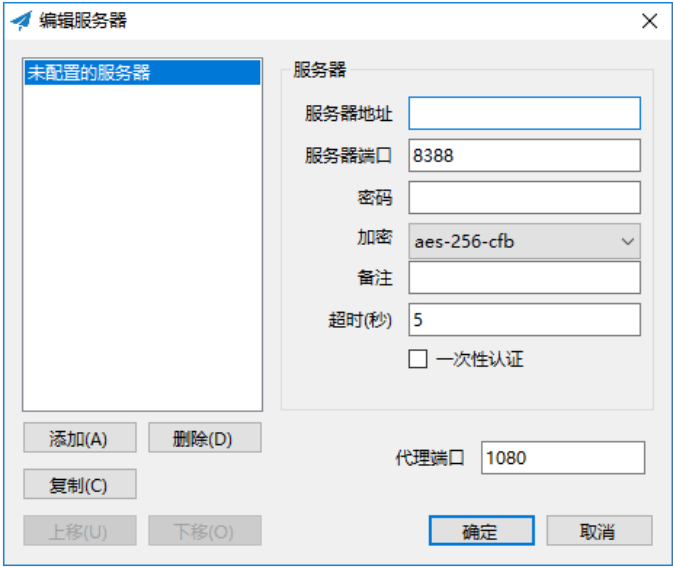 编辑服务器
未配置的服务器
服务器
服务器地址
服务器端口 8388
密码
加密 aes-256-cfb
备注
超时(秒) 5
一次性认证
添加(A) 删除(D)
代理端口 1080
复制(C)
上移(U) 下移(O)
确定 取消